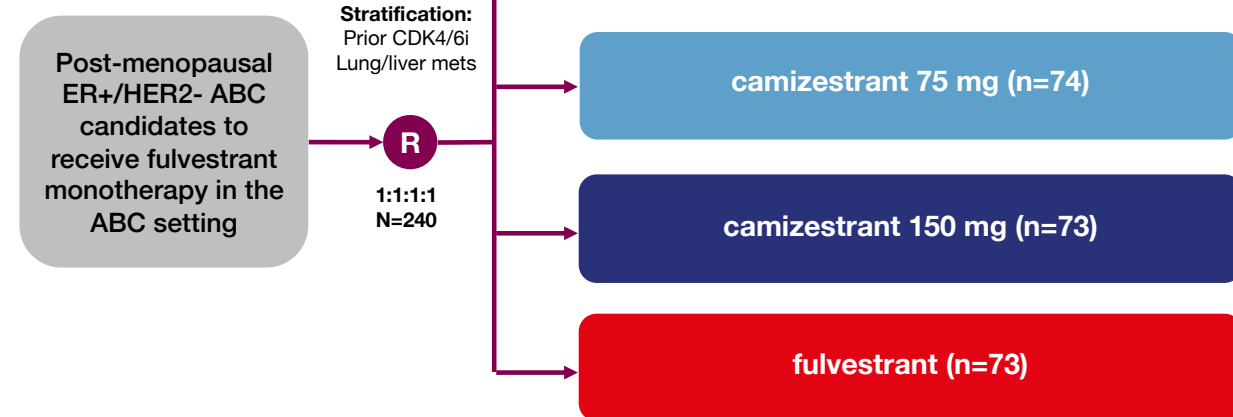 Post-menopausal
ER+/HER2- ABC
candidates to
receive fulvestrant
monotherapy in the
ABC setting
Stratification:
Prior CDK4/6i
Lung/liver mets
R
1:1:1:1
N=240
camizestrant 75 mg (n=74)
camizestrant 150 mg (n=73)
fulvestrant (n=73)